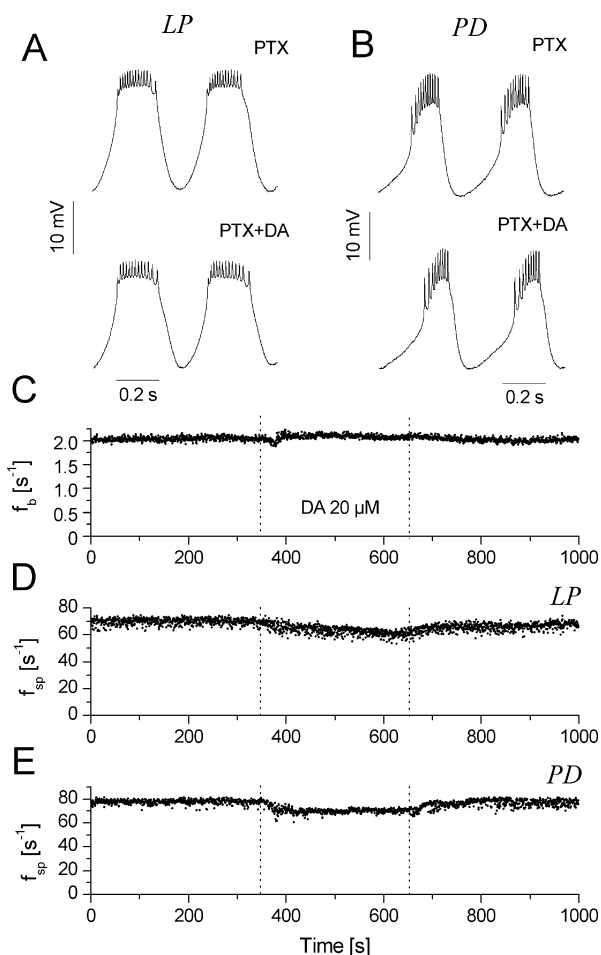 LP
PD
A
PTX
B
PTX
10 mV
PTX+DA
10 mV
PTX+DA
0.2 s
0.2 s
C
2.0
1.5
1.0
0.5
0
f_b [s⁻¹]
DA 20 µM
0 200 400 600 800 1000
D
LP
80
60
40
20
0
f_sp [s⁻¹]
0 200 400 600 800 1000
E
PD
80
60
40
20
0
f_sp [s⁻¹]
0 200 400 600 800 1000
Time [s]